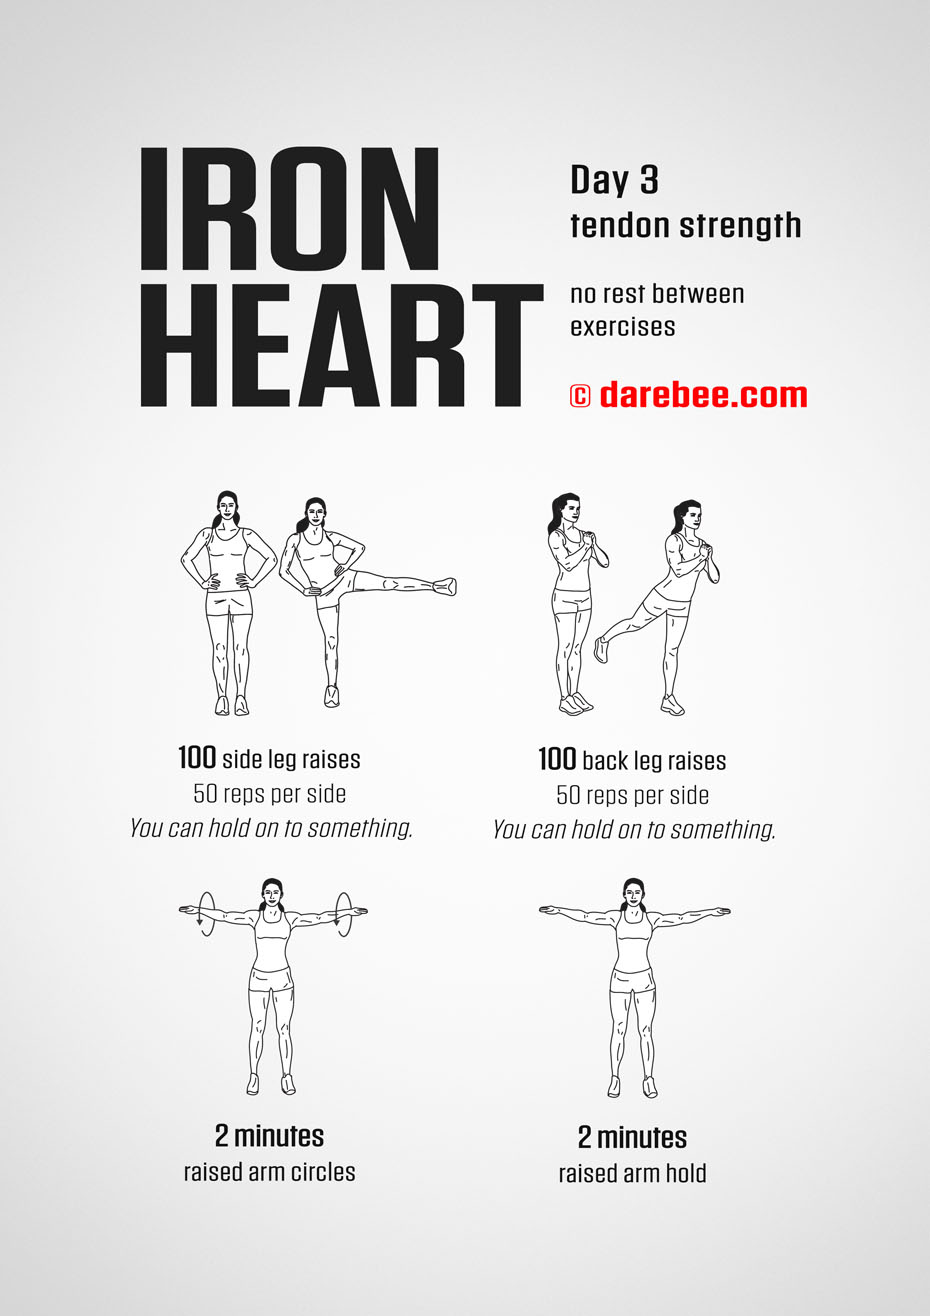 IRON
HEART
Day 3
tendon strength
no rest between
exercises
© darebee.com
100 side leg raises
50 reps per side
You can hold on to something.
100 back leg raises
50 reps per side
You can hold on to something.
2 minutes
raised arm circles
2 minutes
raised arm hold